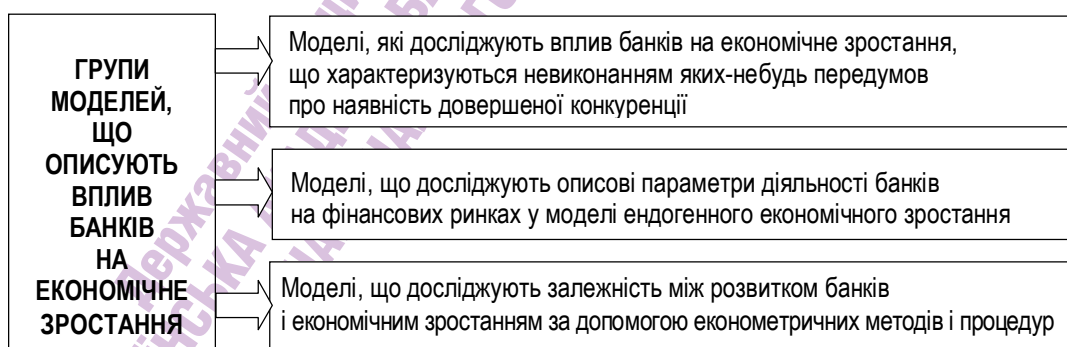 ГРУПИ
МОДЕЛЕЙ,
ЩО
ОПИСУЮТЬ
ВПЛИВ
БАНКІВ
НА
ЕКОНОМІЧНЕ
ЗРОСТАННЯ
Моделі, які досліджують вплив банків на економічне зростання,
що характеризуються невиконанням яких-небудь передумов
про наявність довершеної конкуренції
Моделі, що досліджують описові параметри діяльності банків
на фінансових ринках у моделі ендогенного економічного зростання
Моделі, що досліджують залежність між розвитком банків
і економічним зростанням за допомогою економетричних методів і процедур